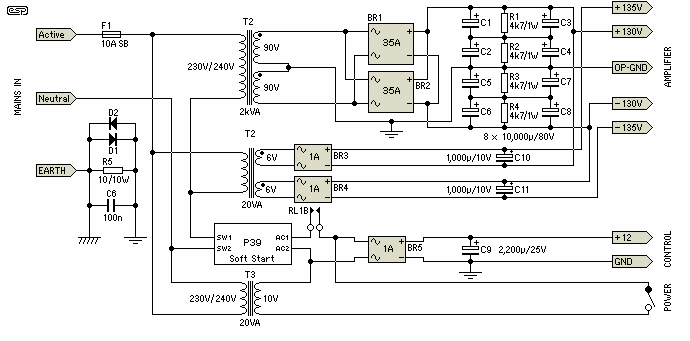 esp
Active
F1
10A SB
T2
90V
230V/240V
90V
2kVA
BR1
35A
35A
BR2
C1
R1
4k7/1W
C3
C2
R2
4k7/1W
C4
C5
R3
4k7/1W
C7
C6
R4
4k7/1W
C8
8 × 10,000µ/80V
+135V
+130V
OP-GND
−130V
−135V
AMPLIFIER
MAINS IN
Neutral
D2
D1
EARTH
R5
10/10W
C6
100n
T2
6V
6V
20VA
1A
BR3
1A
BR4
1,000µ/10V
C10
1,000µ/10V
C11
RL1B
SW1
SW2
P39
AC1
AC2
Soft Start
1A
BR5
C9
2,200µ/25V
+12
GND
CONTROL
T3
230V/240V
10V
20VA
POWER